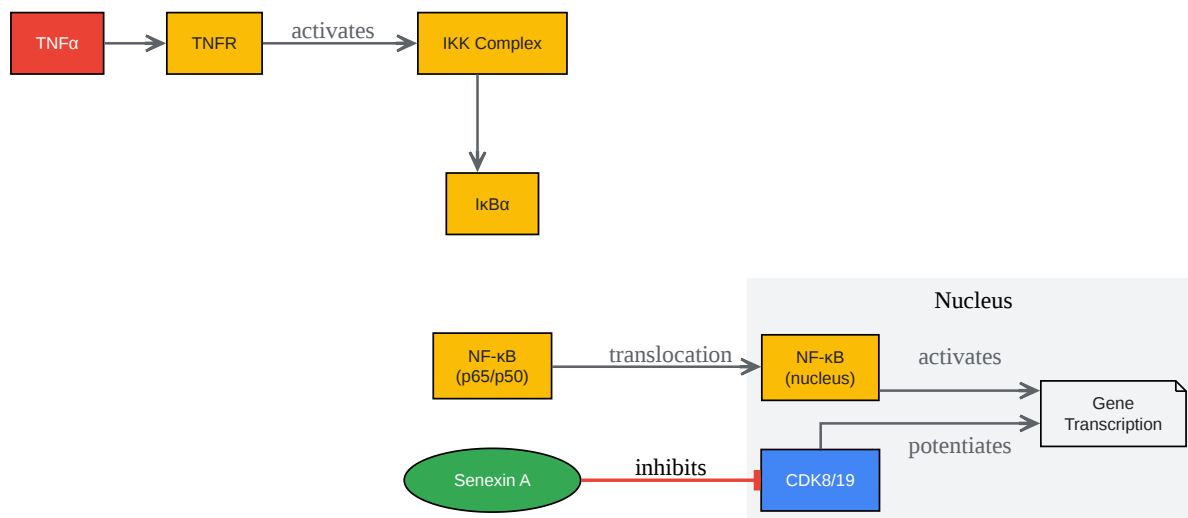 TNFα
TNFR
activates
IKK Complex
IκBα
Nucleus
NF-κB
(p65/p50)
translocation
NF-κB
(nucleus)
activates
Gene
Transcription
potentiates
Senexin A
inhibits
CDK8/19